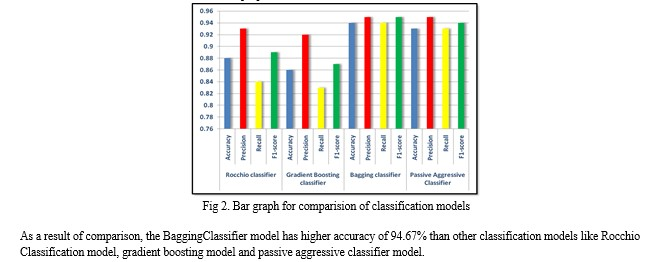 0.96
0.94
0.92
0.9
0.88
0.86
0.84
0.82
0.8
0.78
0.76
Accuracy Precision Recall F1-score Accuracy Precision Recall F1-score Accuracy Precision Recall F1-score Accuracy Precision Recall F1-score
Rocchio classifier Gradient Boosting classifier Bagging classifier Passive Aggressive Classifier
Fig 2. Bar graph for comparision of classification models
As a result of comparison, the BaggingClassifier model has higher accuracy of 94.67% than other classification models like Rocchio
Classification model, gradient boosting model and passive aggressive classifier model.